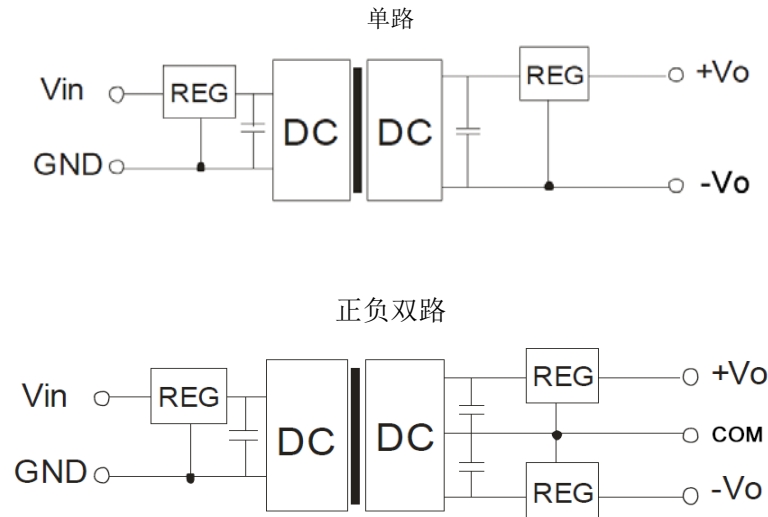 单路
Vin REG DC DC REG +Vo
GND -Vo
正负双路
Vin REG DC DC REG +Vo
COM
GND REG -Vo